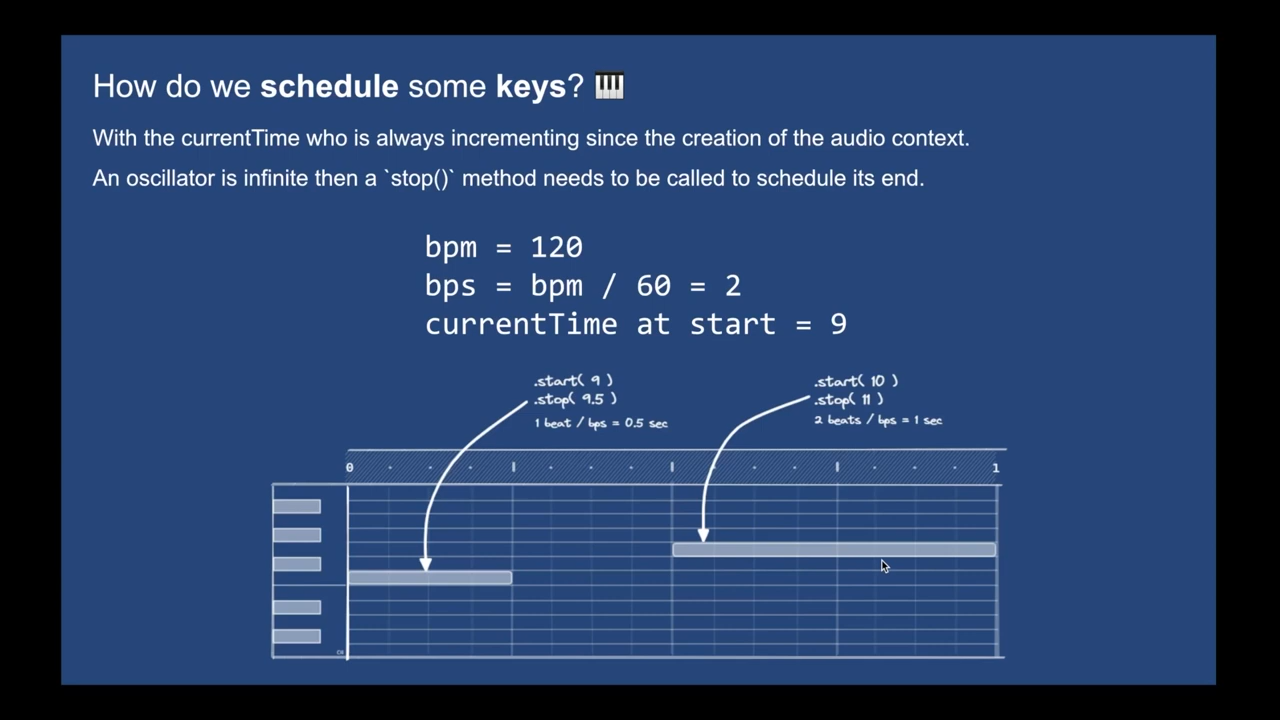 How do we schedule some keys? 🎹
With the currentTime who is always incrementing since the creation of the audio context.
An oscillator is infinite then a `stop()` method needs to be called to schedule its end.
bpm = 120
bps = bpm / 60 = 2
currentTime at start = 9
.start( 9 )
.stop( 9.5 )
1 beat / bps = 0.5 sec
.start( 10 )
.stop( 11 )
2 beats / bps = 1 sec
0
1